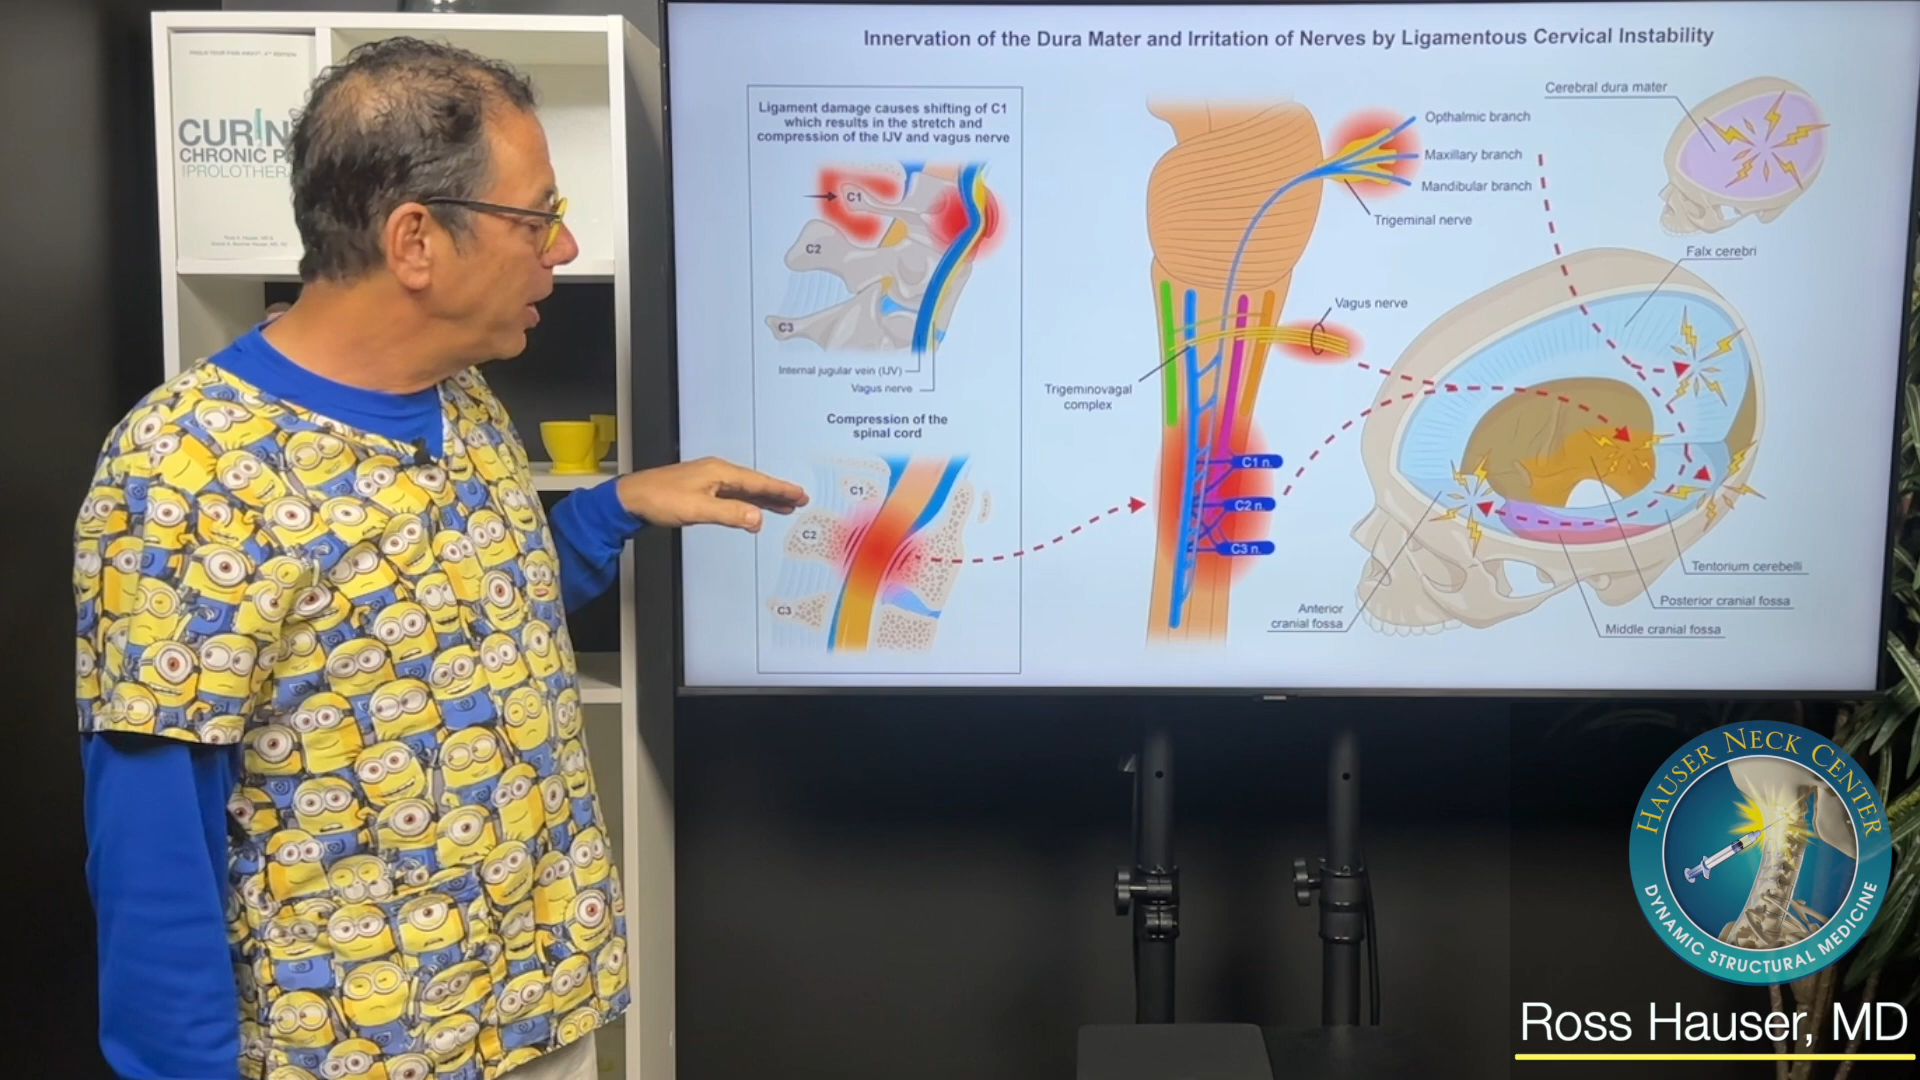 CURIN
CHRONIC P
IPROLOTHER
Innervation of the Dura Mater and Irritation of Nerves by Ligamentous Cervical Instability
Ligament damage causes shifting of C1
which results in the stretch and
compression of the IJV and vagus nerve
C1
C2
C3
Internal jugular vein (IJV)
Vagus nerve
Compression of the
spinal cord
C1
C2
C3
Opthalmic branch
Maxillary branch
Mandibular branch
Trigeminal nerve
Vagus nerve
Trigeminovagal
complex
C1 n.
C2 n.
C3 n.
Cerebral dura mater
Falx cerebri
Tentorium cerebelli
Posterior cranial fossa
Middle cranial fossa
Anterior
cranial fossa
HAUSER NECK CENTER
DYNAMIC STRUCTURAL MEDICINE
Ross Hauser, MD